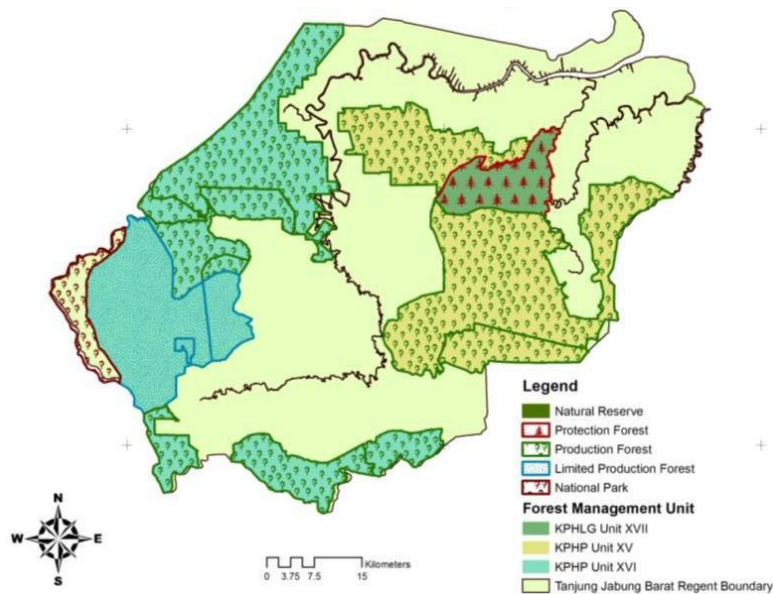 Legend
Natural Reserve
Protection Forest
Production Forest
Limited Production Forest
National Park
Forest Management Unit
KPHLG Unit XVII
KPHP Unit XV
KPHP Unit XVI
Tanjung Jabung Barat Regent Boundary
N
W E
S
Kilometers
0 3.75 7.5 15